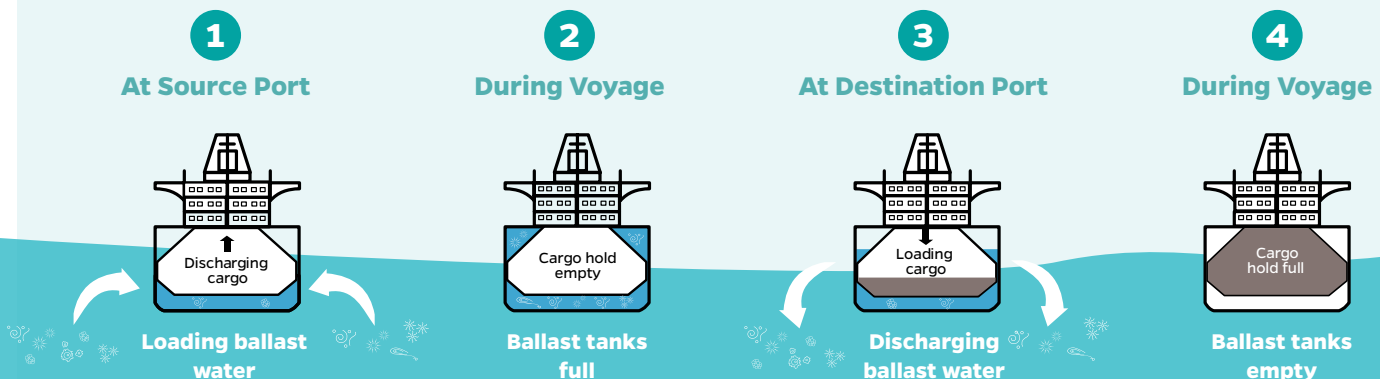 1
At Source Port
Discharging
cargo
Loading ballast
water
2
During Voyage
Cargo hold
empty
Ballast tanks
full
3
At Destination Port
Loading
cargo
Discharging
ballast water
4
During Voyage
Cargo
hold full
Ballast tanks
empty